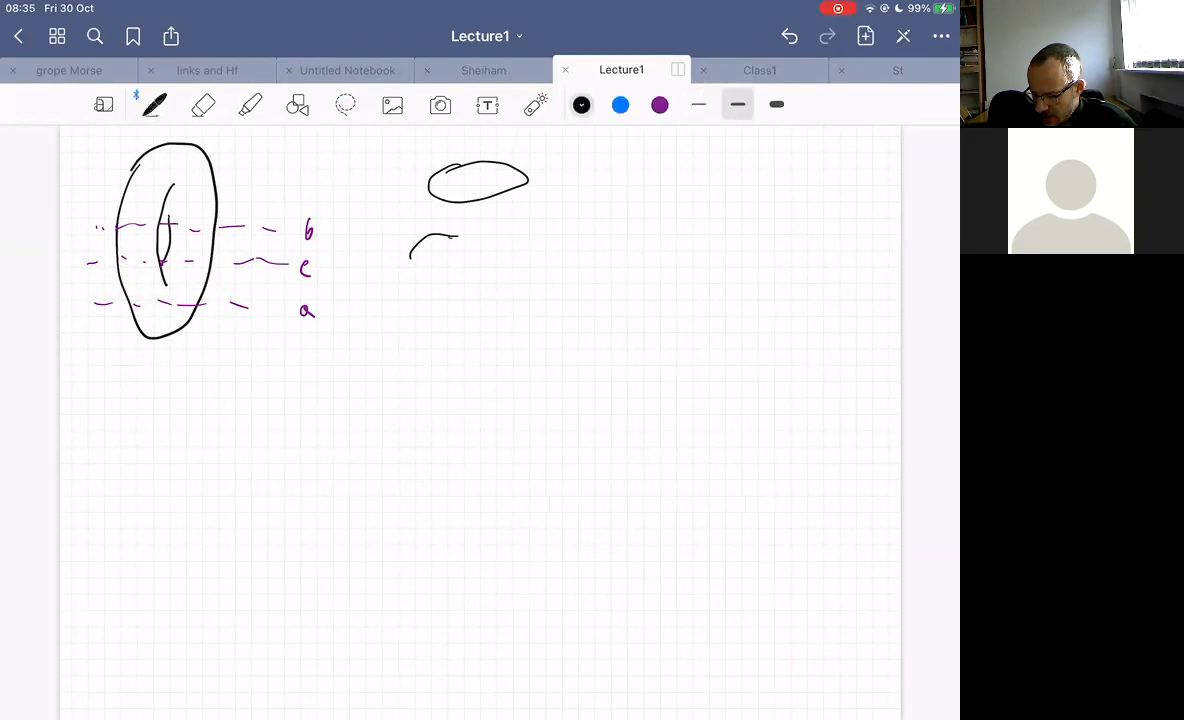 08:35 Fri 30 Oct
99%
Lecture1
grope Morse
links and Hf
Untitled Notebook
Sheiham
Lecture1
Class1
St
T
b
c
a